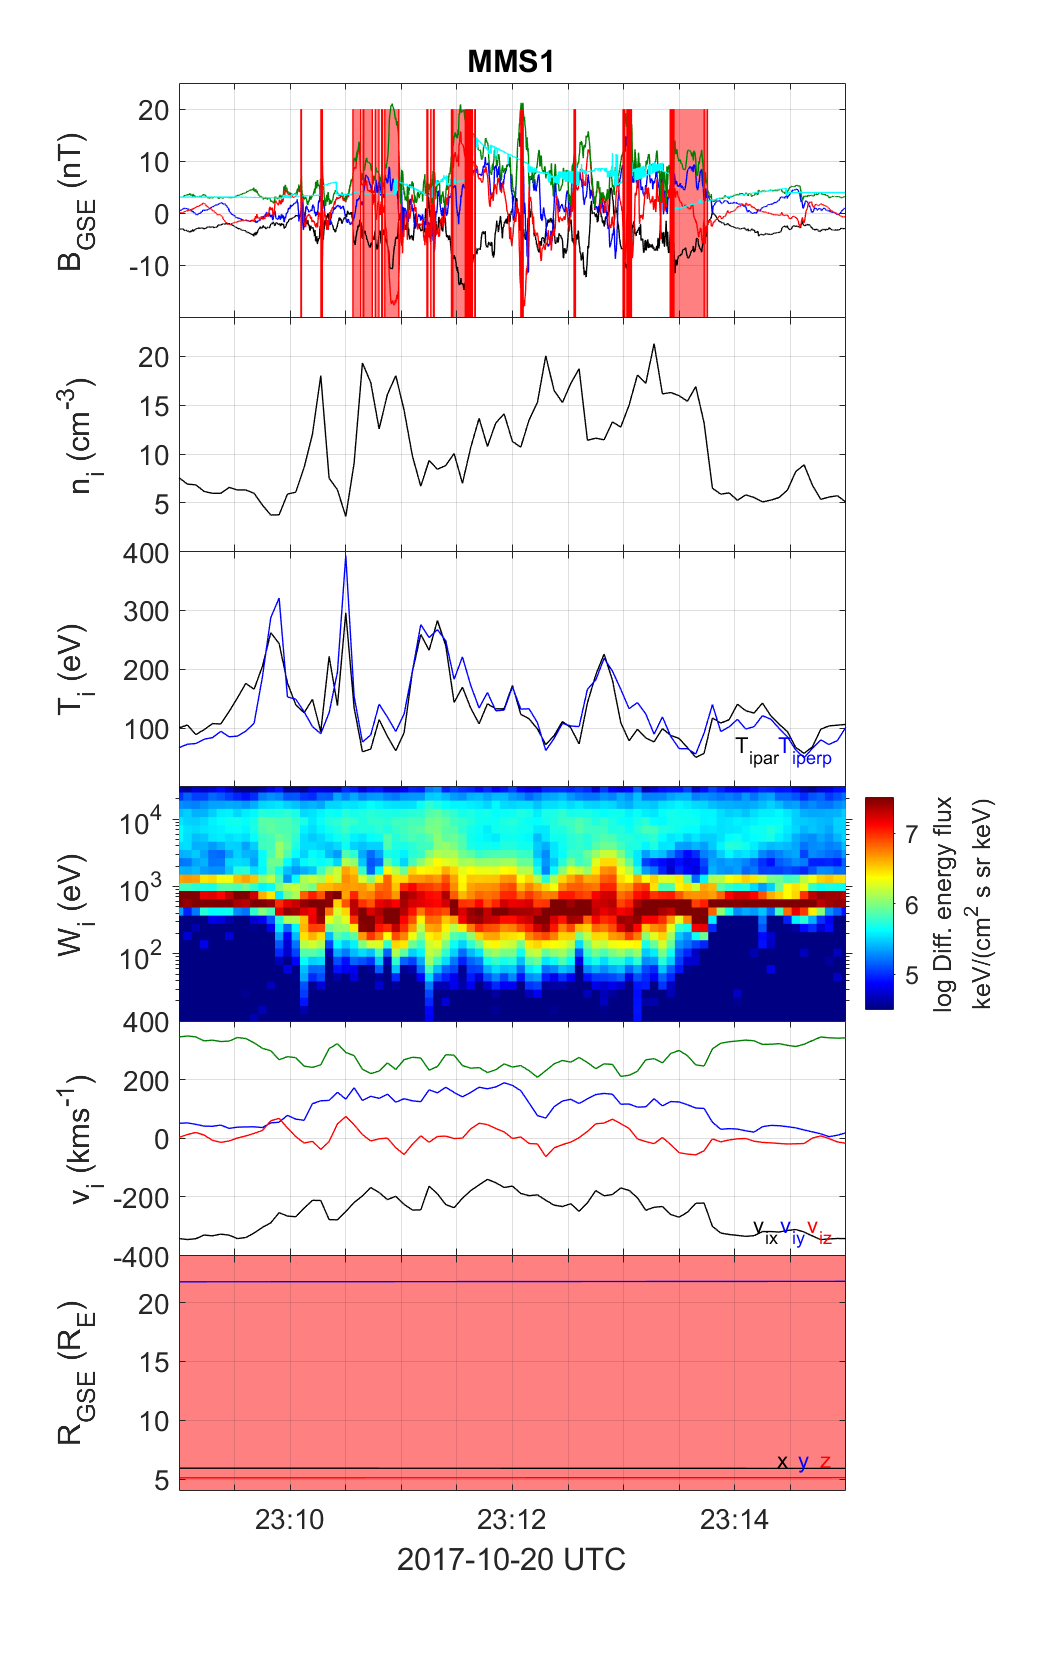 MMS1
B_GSE (nT)
20
10
0
-10
n_i (cm^-3)
20
15
10
5
T_i (eV)
400
300
200
100
T_ipar T_iperp
W_i (eV)
10^4
10^3
10^2
7
6
5
log Diff. energy flux
keV/(cm^2 s sr keV)
v_i (kms^-1)
400
200
0
-200
-400
v_ix v_iy v_iz
R_GSE (R_E)
20
15
10
5
x y z
23:10 23:12 23:14
2017-10-20 UTC